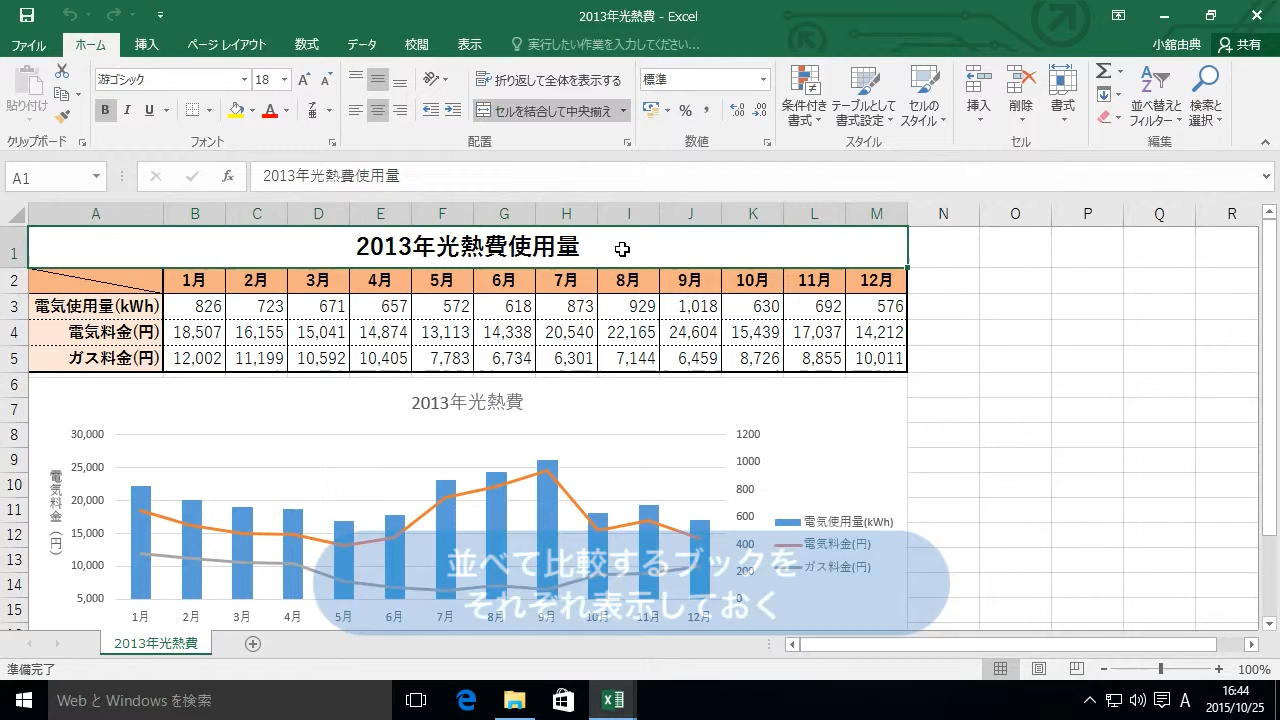 2013年光熱費 - Excel
ファイル ホーム 挿入 ページ レイアウト 数式 データ 校閲 表示 実行したい作業を入力してください... 小舘由典 共有
貼り付け 游ゴシック 18 折り返して全体を表示する 標準
B I U A セルを結合して中央揃え % 条件付き書式 テーブルとして書式設定 セルのスタイル 挿入 削除 書式 並べ替えとフィルター 検索と選択
クリップボード フォント 配置 数値 スタイル セル 編集
A1 fx 2013年光熱費使用量
A B C D E F G H I J K L M N O P Q R
1 2013年光熱費使用量
2 1月 2月 3月 4月 5月 6月 7月 8月 9月 10月 11月 12月
3 電気使用量(kWh) 826 723 671 657 572 618 873 929 1,018 630 692 576
4 電気料金(円) 18,507 16,155 15,041 14,874 13,113 14,338 20,540 22,165 24,604 15,439 17,037 14,212
5 ガス料金(円) 12,002 11,199 10,592 10,405 7,783 6,734 6,301 7,144 6,459 8,726 8,855 10,011
6
7 2013年光熱費
8 30,000 1200
9 25,000 1000
10 20,000 800
11 15,000 600
12 10,000 400
13 5,000 200
14 0
15
電気料金（円）
電気使用量(kWh)
電気料金(円)
ガス料金(円)
並べて比較するブックを
それぞれ表示しておく
1月 2月 3月 4月 5月 6月 7月 8月 9月 10月 11月 12月
2013年光熱費
準備完了 100%
Web と Windows を検索 A 16:44
2015/10/25